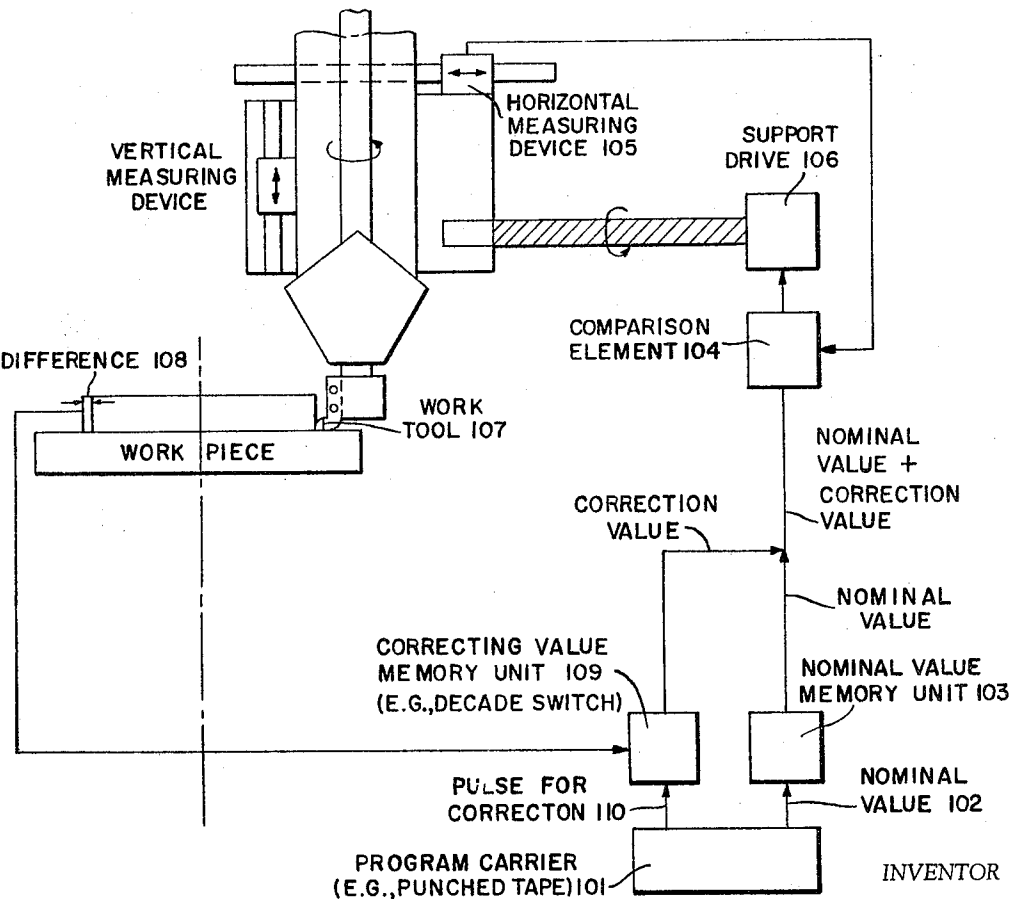 HORIZONTAL
MEASURING
DEVICE 105
VERTICAL
MEASURING
DEVICE
SUPPORT
DRIVE 106
COMPARISON
ELEMENT 104
DIFFERENCE 108
WORK
TOOL 107
WORK PIECE
NOMINAL
VALUE +
CORRECTION
VALUE
CORRECTION
VALUE
NOMINAL
VALUE
CORRECTING VALUE
MEMORY UNIT 109
(E.G.,DECADE SWITCH)
NOMINAL VALUE
MEMORY UNIT 103
PULSE FOR
CORRECTON 110
NOMINAL
VALUE 102
PROGRAM CARRIER
(E.G.,PUNCHED TAPE)101
INVENTOR